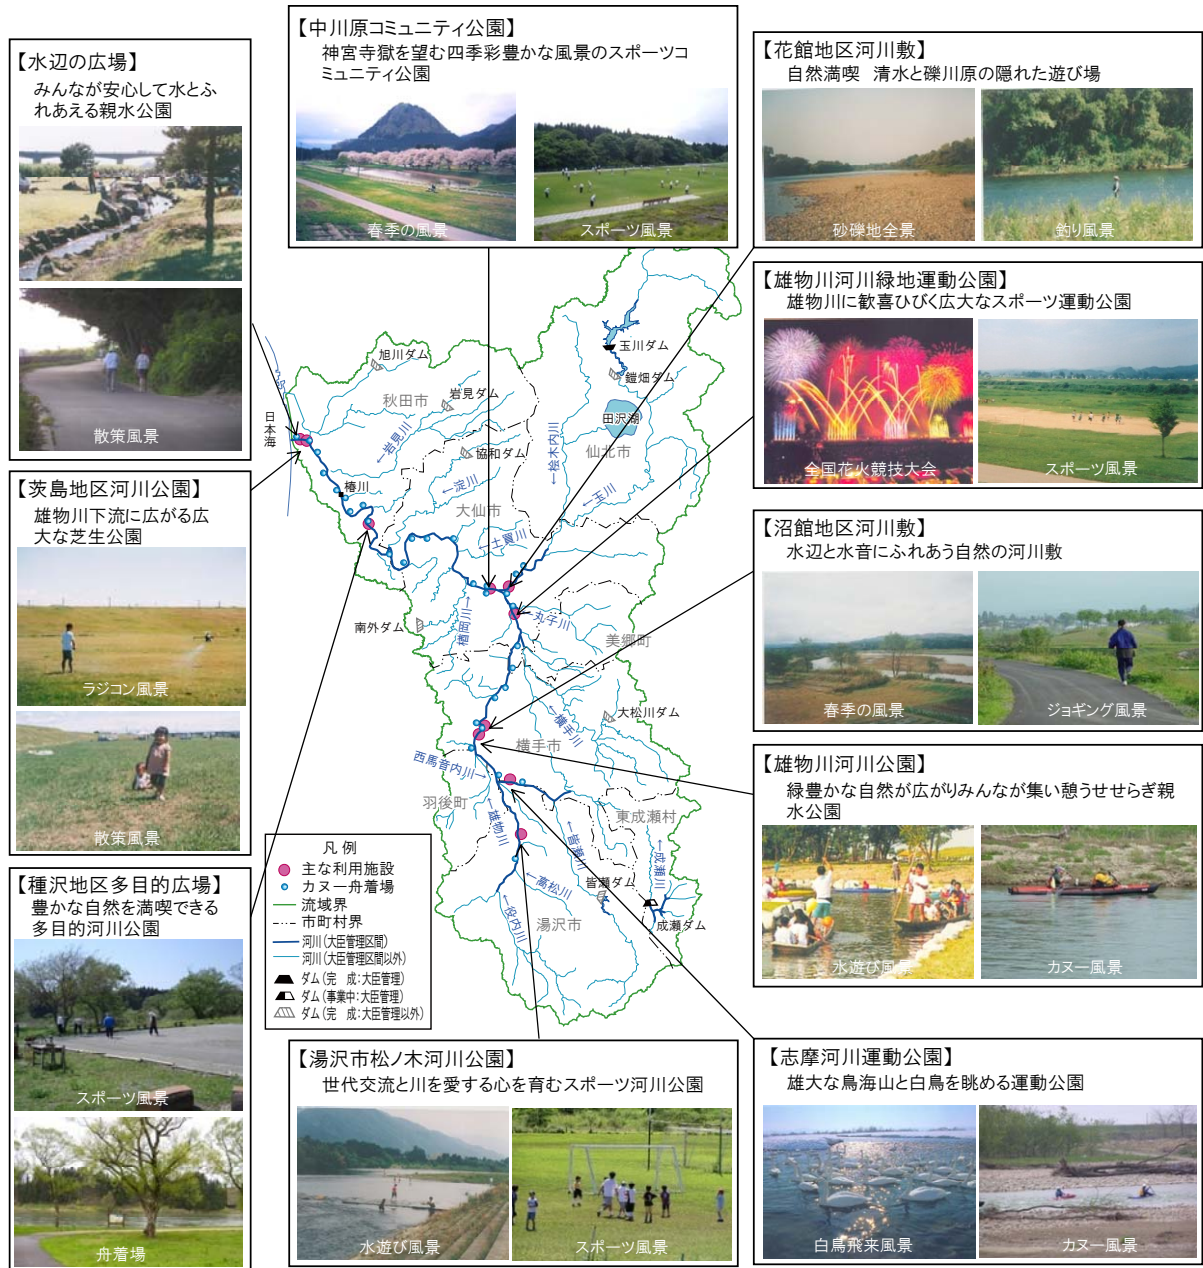 【水辺の広場】
みんなが安心して水とふ
れあえる親水公園
散策風景
【中川原コミュニティ公園】
神宮寺嶽を望む四季彩豊かな風景のスポーツコ
ミュニティ公園
春季の風景
スポーツ風景
【花館地区河川敷】
自然満喫 清水と礫川原の隠れた遊び場
砂礫地全景
釣り風景
【雄物川河川緑地運動公園】
雄物川に歓喜ひびく広大なスポーツ運動公園
全国花火競技大会
スポーツ風景
【茨島地区河川公園】
雄物川下流に広がる広
大な芝生公園
ラジコン風景
散策風景
【沼館地区河川敷】
水辺と水音にふれあう自然の河川敷
春季の風景
ジョギング風景
【雄物川河川公園】
緑豊かな自然が広がりみんなが集い憩うせせらぎ親
水公園
水遊び風景
カヌー風景
【種沢地区多目的広場】
豊かな自然を満喫できる
多目的河川公園
スポーツ風景
舟着場
【湯沢市松ノ木河川公園】
世代交流と川を愛する心を育むスポーツ河川公園
水遊び風景
スポーツ風景
【志摩河川運動公園】
雄大な鳥海山と白鳥を眺める運動公園
白鳥飛来風景
カヌー風景
旭川ダム
玉川ダム
鎧畑ダム
岩見ダム
秋田市
田沢湖
日本海
←岩見川
協和ダム
←桧木内川
仙北市
椿川
←淀川
←玉川
大仙市
←土買川
南外ダム
楢岡川→
←丸子川
美郷町
大松川ダム
←横手川
横手市
西馬音内川→
羽後町
←雄物川
東成瀬村
←皆瀬川
←成瀬川
←高松川
皆瀬ダム
←役内川
湯沢市
成瀬ダム
凡 例
主な利用施設
カヌー舟着場
流域界
市町村界
河川(大臣管理区間)
河川(大臣管理区間以外)
ダム(完 成:大臣管理)
ダム(事業中:大臣管理)
ダム(完 成:大臣管理以外)